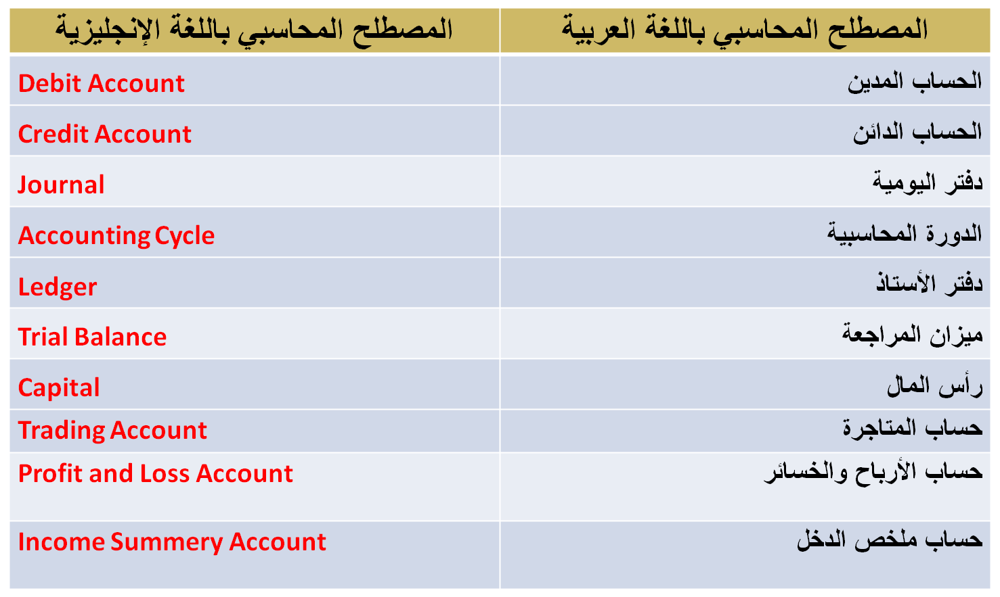 المصطلح المحاسبي باللغة العربية
المصطلح المحاسبي باللغة الإنجليزية
الحساب المدين
Debit Account
الحساب الدائن
Credit Account
دفتر اليومية
Journal
الدورة المحاسبية
Accounting Cycle
دفتر الأستاذ
Ledger
ميزان المراجعة
Trial Balance
رأس المال
Capital
حساب المتاجرة
Trading Account
حساب الأرباح والخسائر
Profit and Loss Account
حساب ملخص الدخل
Income Summery Account